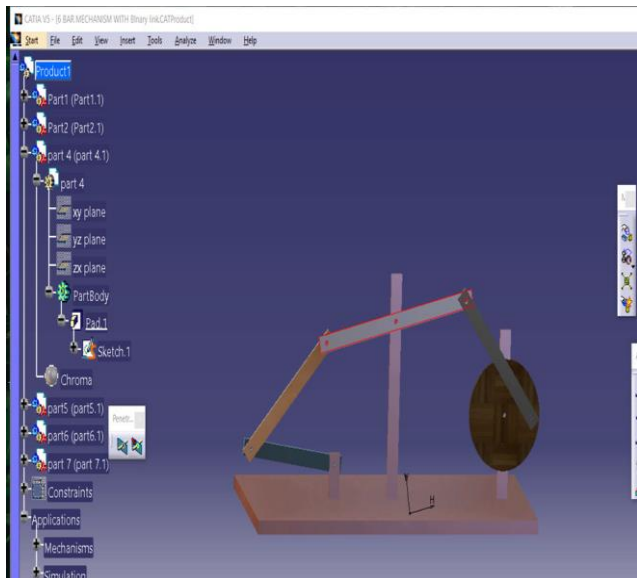 CATIA V5 - [6 BAR MECHANISM WITH BInary link.CATProduct]
Start File Edit View Insert Tools Analyze Window Help
Product1
Part1 (Part1.1)
Part2 (Part2.1)
part 4 (part 4.1)
part 4
xy plane
yz plane
zx plane
PartBody
Pad.1
Sketch.1
Chroma
part5 (part5.1)
Penetr...
part6 (part6.1)
part 7 (part 7.1)
Constraints
Applications
Mechanisms
Simulation
V
H